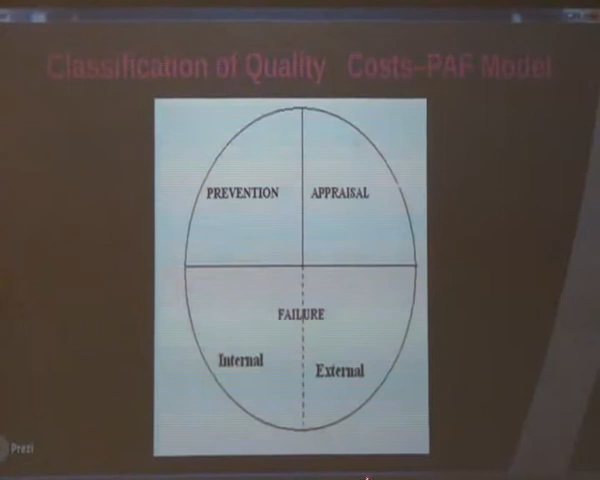 Classification of Quality Costs–PAF Model
PREVENTION APPRAISAL
FAILURE
Internal
External
Prezi